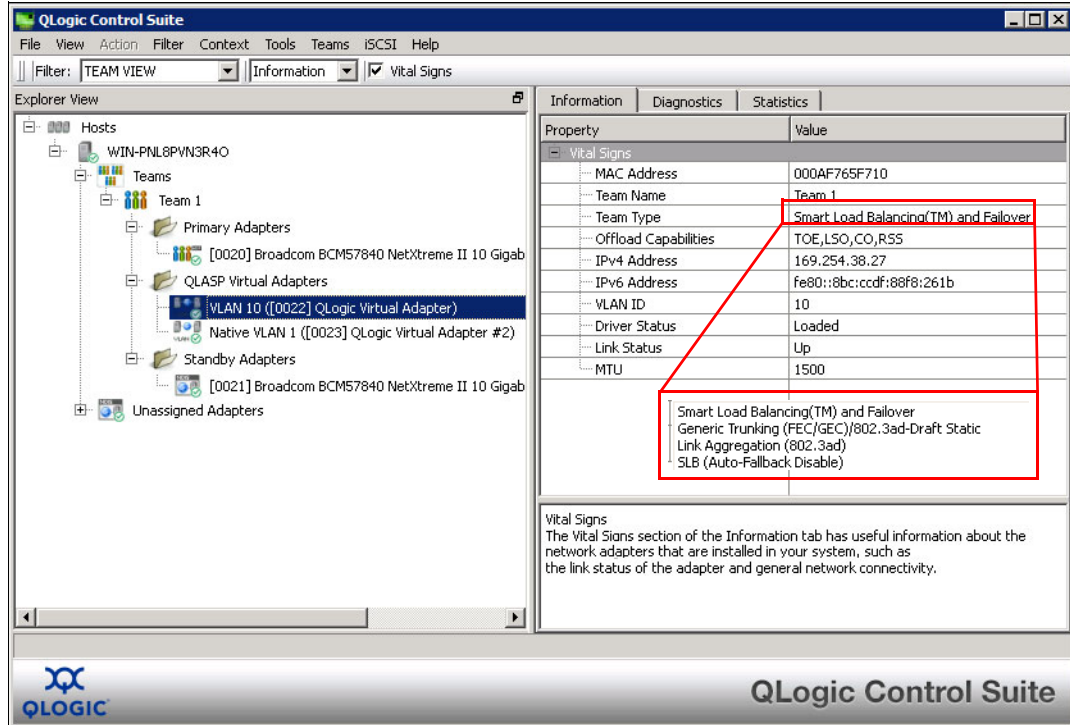 QLogic Control Suite
File View Action Filter Context Tools Teams iSCSI Help
Filter: TEAM VIEW Information Vital Signs
Explorer View
Hosts
WIN-PNL8PVN3R4O
Teams
Team 1
Primary Adapters
[0020] Broadcom BCM57840 NetXtreme II 10 Gigab
QLASP Virtual Adapters
VLAN 10 ([0022] QLogic Virtual Adapter)
Native VLAN 1 ([0023] QLogic Virtual Adapter #2)
Standby Adapters
[0021] Broadcom BCM57840 NetXtreme II 10 Gigab
Unassigned Adapters
Information Diagnostics Statistics
Property Value
Vital Signs
MAC Address 000AF765F710
Team Name Team 1
Team Type Smart Load Balancing(TM) and Failover
Offload Capabilities TOE,LSO,CO,RSS
IPv4 Address 169.254.38.27
IPv6 Address fe80::8bc:ccdf:88f8:261b
VLAN ID 10
Driver Status Loaded
Link Status Up
MTU 1500
Smart Load Balancing(TM) and Failover
Generic Trunking (FEC/GEC)/802.3ad-Draft Static
Link Aggregation (802.3ad)
SLB (Auto-Fallback Disable)
Vital Signs
The Vital Signs section of the Information tab has useful information about the
network adapters that are installed in your system, such as
the link status of the adapter and general network connectivity.
QLOGIC
QLogic Control Suite